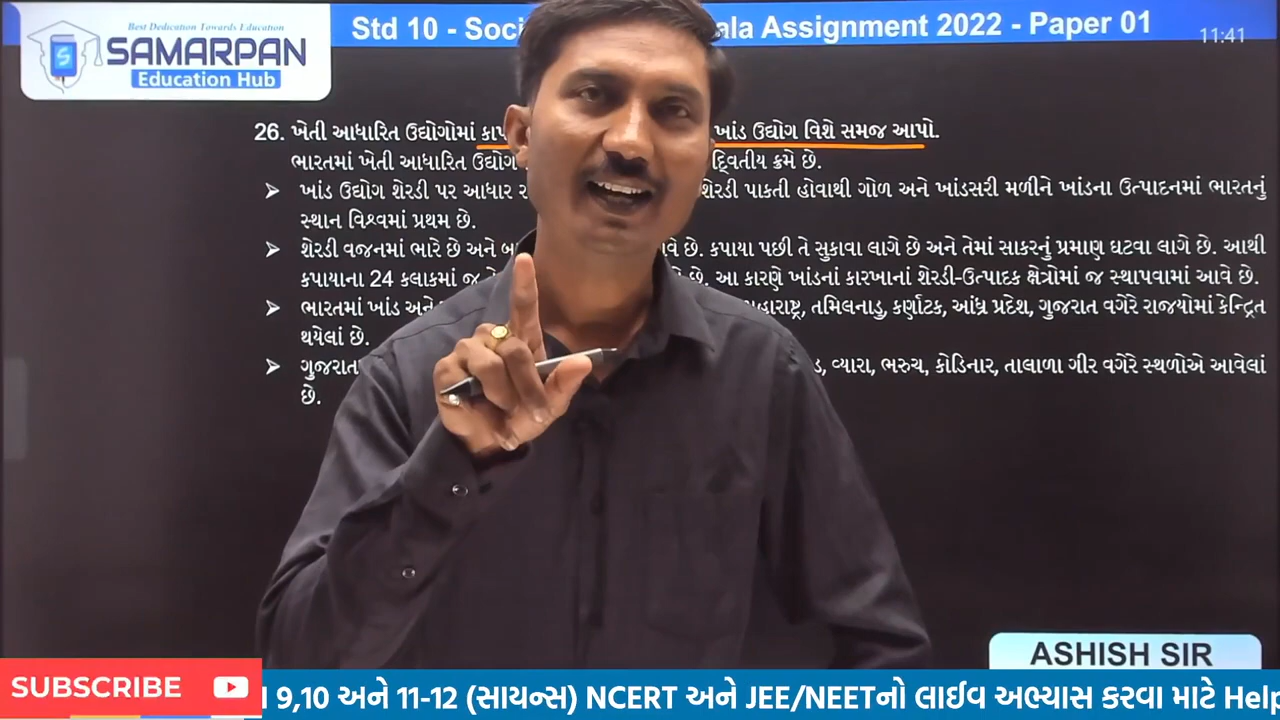 Best Dedication Towards Education
SAMARPAN
Education Hub
Std 10 - Soci ala Assignment 2022 - Paper 01
11:41
26. ખેતી આધારિત ઉદ્યોગોમાં કાપ ખાંડ ઉદ્યોગ વિશે સમજ આપો.
ભારતમાં ખેતી આધારિત ઉદ્યોગ દ્વિતીય ક્રમે છે.
➤ ખાંડ ઉદ્યોગ શેરડી પર આધાર શેરડી પાકતી હોવાથી ગોળ અને ખાંડસરી મળીને ખાંડના ઉત્પાદનમાં ભારતનું
સ્થાન વિશ્વમાં પ્રથમ છે.
➤ શેરડી વજનમાં ભારે છે અને છે. કપાયા પછી તે સુકાવા લાગે છે અને તેમાં સાકરનું પ્રમાણ ઘટવા લાગે છે. આથી
કપાયાના 24 કલાકમાં જ છે. આ કારણે ખાંડનાં કારખાનાં શેરડી-ઉત્પાદક ક્ષેત્રોમાં જ સ્થાપવામાં આવે છે.
➤ ભારતમાં ખાંડ અને મહારાષ્ટ્ર, તમિલનાડુ, કર્ણાટક, આંધ્ર પ્રદેશ, ગુજરાત વગેરે રાજ્યોમાં કેન્દ્રિત
થયેલાં છે.
➤ ગુજરાત વ્યારા, ભરુચ, કોડિનાર, તાલાળા ગીર વગેરે સ્થળોએ આવેલાં
છે.
ASHISH SIR
SUBSCRIBE
9,10 અને 11-12 (સાયન્સ) NCERT અને JEE/NEETનો લાઈવ અભ્યાસ કરવા માટે Help